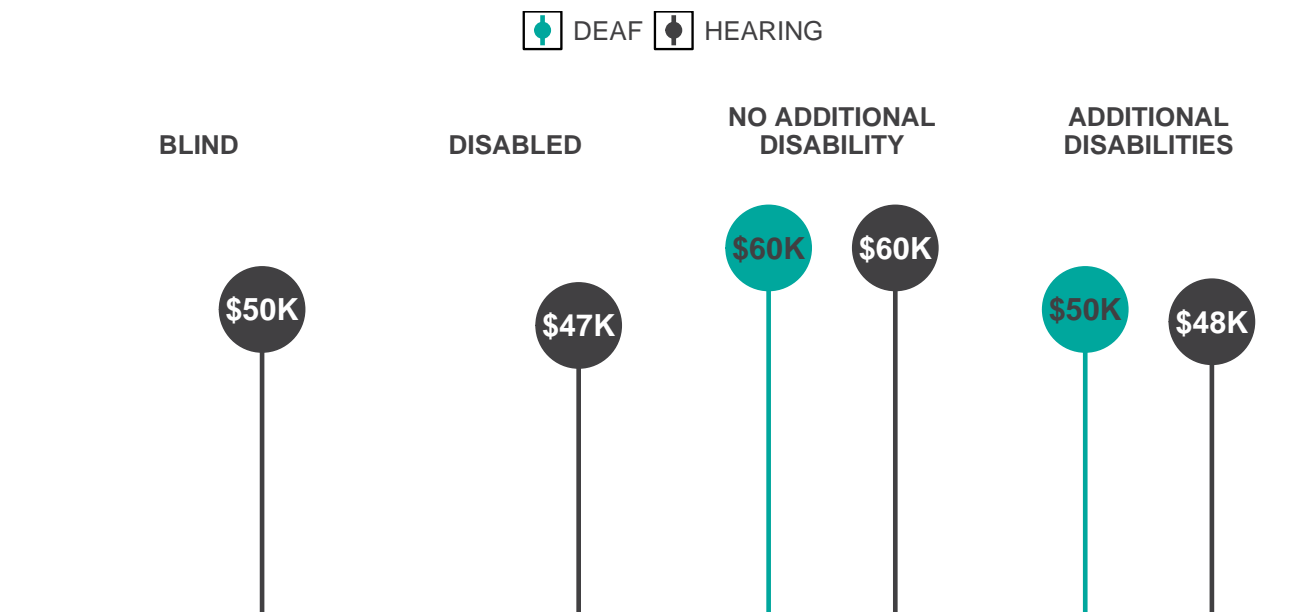 DEAF HEARING
BLIND
DISABLED
NO ADDITIONAL
DISABILITY
ADDITIONAL
DISABILITIES
$50K
$47K
$60K
$60K
$50K
$48K